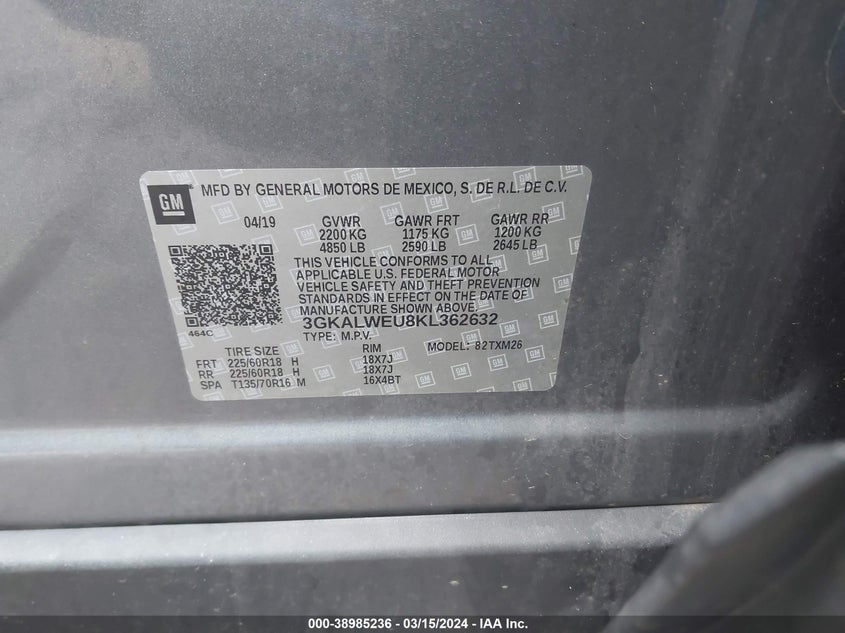 GM MFD BY GENERAL MOTORS DE MEXICO, S. DE R.L. DE C.V.
04/19 GVWR GAWR FRT GAWR RR
2200 KG 1175 KG 1200 KG
4850 LB 2590 LB 2645 LB
THIS VEHICLE CONFORMS TO ALL
APPLICABLE U.S. FEDERAL MOTOR
VEHICLE SAFETY AND THEFT PREVENTION
STANDARDS IN EFFECT ON THE DATE OF
MANUFACTURE SHOWN ABOVE
464C 3GKALWEU8KL362632
TYPE: M.P.V. MODEL: 82TXM26
TIRE SIZE RIM
FRT 225/60R18 H 18X7J
RR 225/60R18 H 18X7J
SPA T135/70R16 M 16X4BT
000-38985236 - 03/15/2024 - IAA Inc.